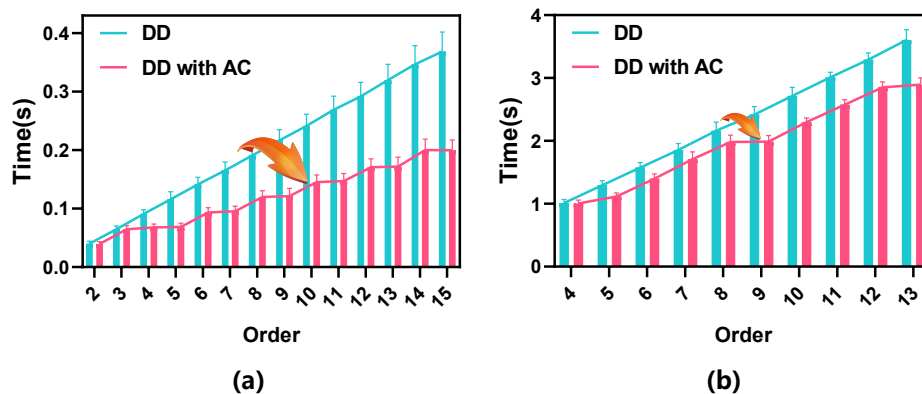 DD
DD with AC
Time(s)
0.4
0.3
0.2
0.1
0.0
2 3 4 5 6 7 8 9 10 11 12 13 14 15
Order
(a)
DD
DD with AC
Time(s)
4
3
2
1
0
4 5 6 7 8 9 10 11 12 13
Order
(b)